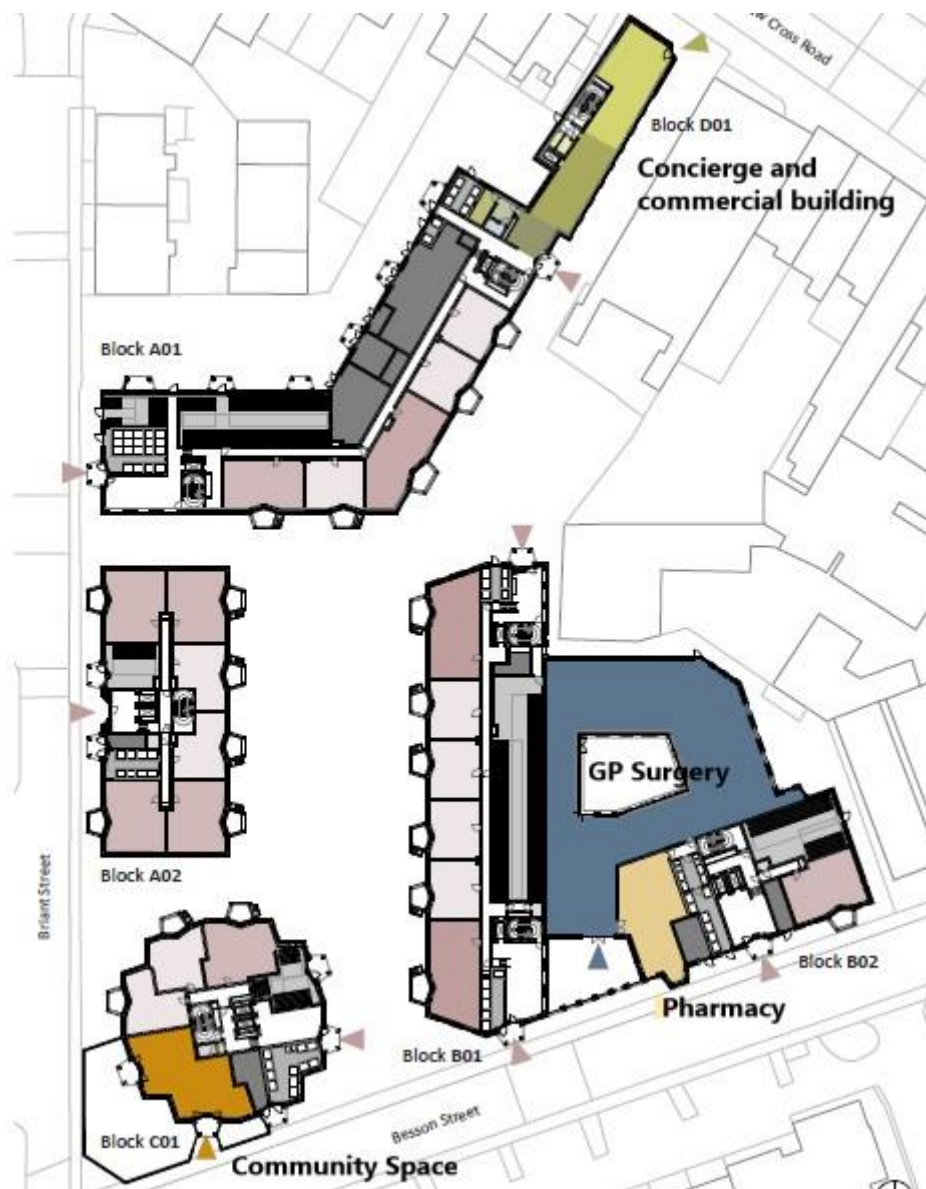 Cross Road
Block D01
Concierge and
commercial building
Block A01
GP Surgery
Block A02
Briant Street
Block B02
Pharmacy
Block B01
Besson Street
Block C01
Community Space